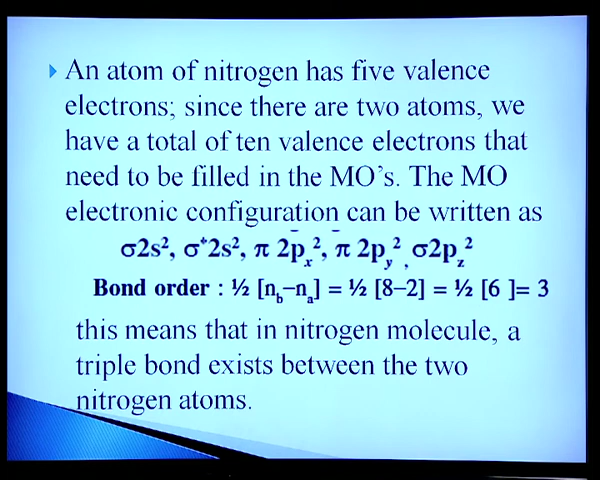 An atom of nitrogen has five valence
electrons; since there are two atoms, we
have a total of ten valence electrons that
need to be filled in the MO's. The MO
electronic configuration can be written as
σ2s², σ*2s², π 2pₓ², π 2p_y², σ2p_z²
Bond order : ½ [n_b–n_a] = ½ [8–2] = ½ [6 ]= 3
this means that in nitrogen molecule, a
triple bond exists between the two
nitrogen atoms.